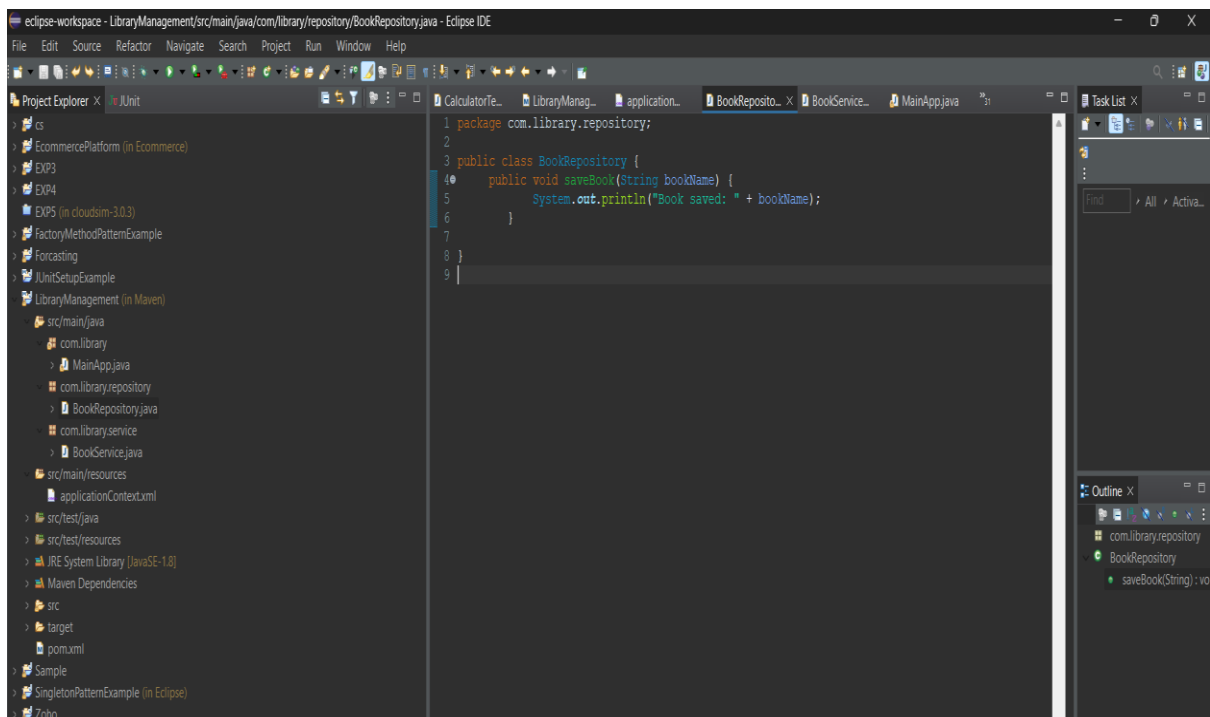 eclipse-workspace - LibraryManagement/src/main/java/com/library/repository/BookRepository.java - Eclipse IDE
File Edit Source Refactor Navigate Search Project Run Window Help
Project Explorer
JUnit
cs
EcommercePlatform (in Ecommerce)
EXP3
EXP4
EXP5 (in cloudsim-3.0.3)
FactoryMethodPatternExample
Forcasting
JUnitSetupExample
LibraryManagement (in Maven)
src/main/java
com.library
MainApp.java
com.library.repository
BookRepository.java
com.library.service
BookService.java
src/main/resources
applicationContext.xml
src/test/java
src/test/resources
JRE System Library [JavaSE-1.8]
Maven Dependencies
src
target
pom.xml
Sample
SingletonPatternExample (in Eclipse)
Zoho
CalculatorTe... LibraryManag... application... BookReposito... BookService... MainApp.java »31
1 package com.library.repository;
2
3 public class BookRepository {
4 public void saveBook(String bookName) {
5 System.out.println("Book saved: " + bookName);
6 }
7
8 }
9
Task List
Find All Activa...
Outline
com.library.repository
BookRepository
saveBook(String) : vo